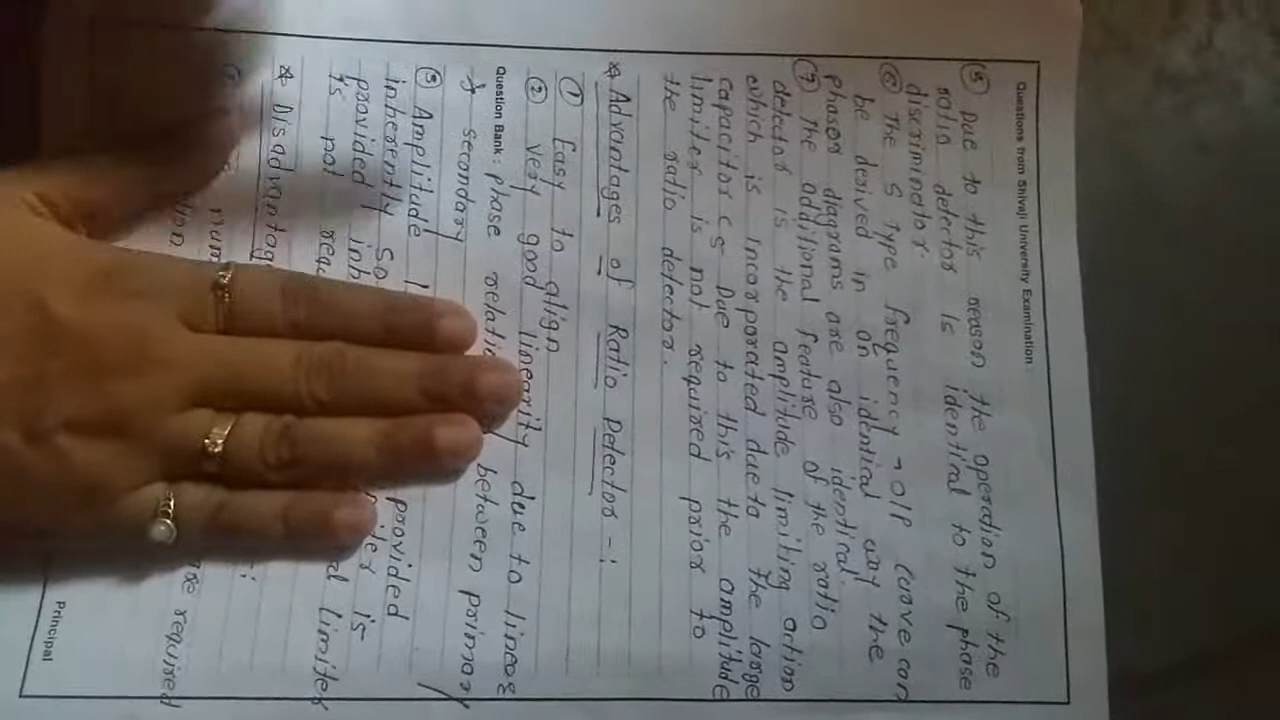 Questions from Shivaji University Examination
(5) Due to this reason the operation of the
ratio detector is identical to the phase
discriminator.
(6) The S type frequency → O/P curve can
be derived in an identical way the
phasor diagrams are also identical.
(7) The additional feature of the ratio
detector is the amplitude limiting action
which is incorporated due to the large
capacitor cs Due to this the amplitude
limiter is not required prior to
the ratio detector.
* Advantages of Ratio Detector -:
(1) Easy to align
(2) very good linearity due to linear
Question Bank : phase between primary
secondary
(3) Amplitude provided
inherently so is
provided limiter
is not
* 
required
Principal